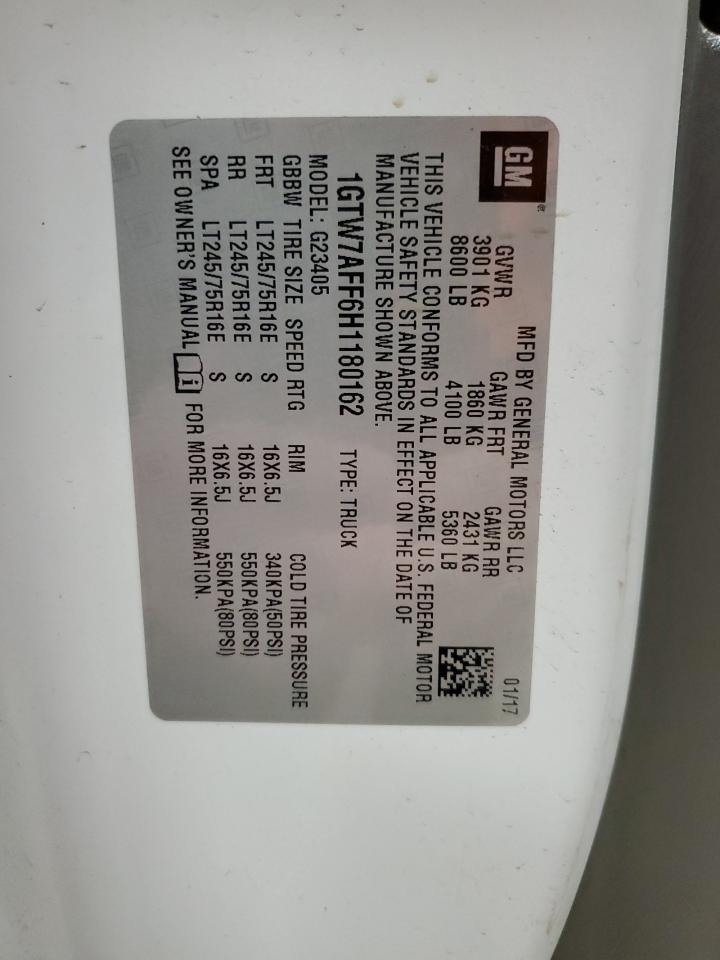 GM
MFD BY GENERAL MOTORS LLC 01/17
GVWR GAWR FRT GAWR RR
3901 KG 1860 KG 2431 KG
8600 LB 4100 LB 5360 LB
THIS VEHICLE CONFORMS TO ALL APPLICABLE U.S. FEDERAL MOTOR
VEHICLE SAFETY STANDARDS IN EFFECT ON THE DATE OF
MANUFACTURE SHOWN ABOVE.
1GTW7AFF6H1180162 TYPE: TRUCK
MODEL: G23405
GBBW TIRE SIZE SPEED RTG RIM COLD TIRE PRESSURE
FRT LT245/75R16E S 16X6.5J 340KPA(50PSI)
RR LT245/75R16E S 16X6.5J 550KPA(80PSI)
SPA LT245/75R16E S 16X6.5J 550KPA(80PSI)
SEE OWNER'S MANUAL i FOR MORE INFORMATION.